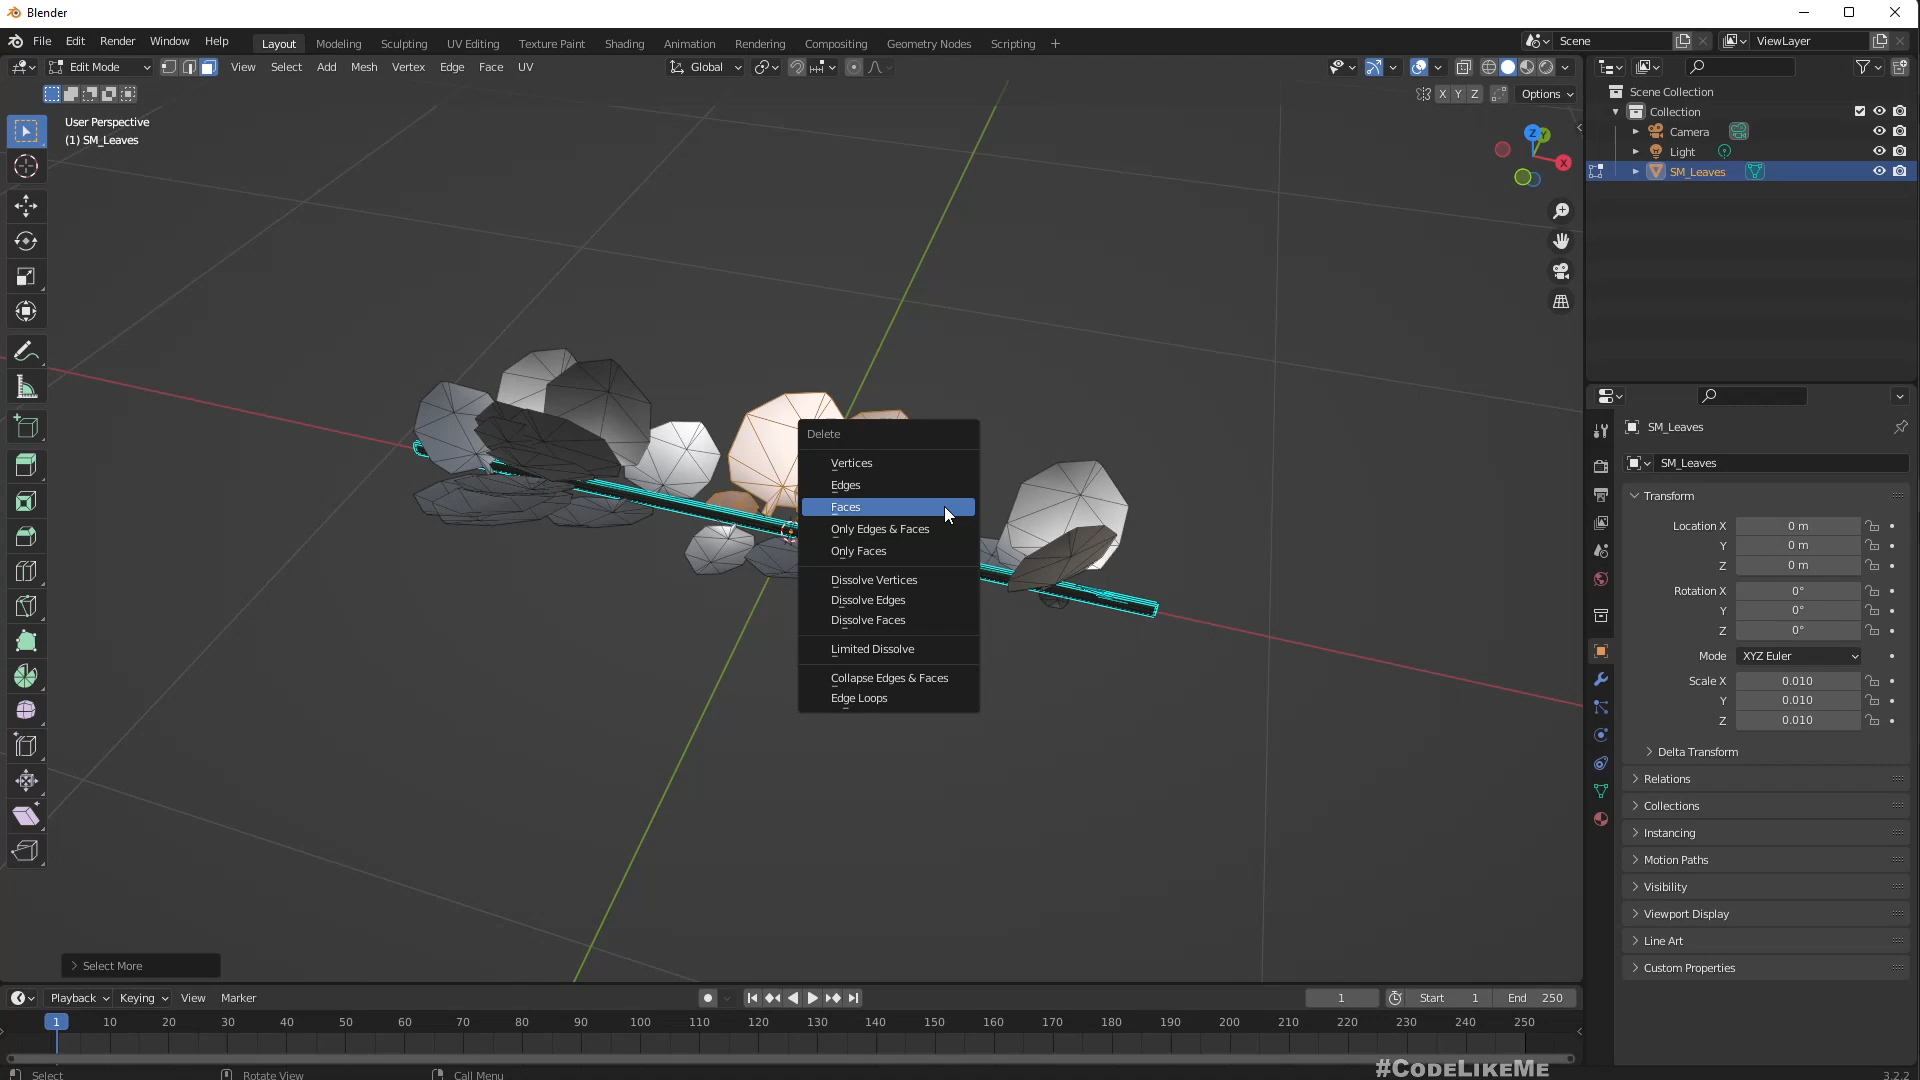 Blender
File Edit Render Window Help Layout Modeling Sculpting UV Editing Texture Paint Shading Animation Rendering Compositing Geometry Nodes Scripting + Scene ViewLayer
Edit Mode View Select Add Mesh Vertex Edge Face UV Global
X Y Z Options
User Perspective
(1) SM_Leaves
Z Y
X
Scene Collection
Collection
Camera
Light
SM_Leaves
Delete
Vertices
Edges
Faces
Only Edges & Faces
Only Faces
Dissolve Vertices
Dissolve Edges
Dissolve Faces
Limited Dissolve
Collapse Edges & Faces
Edge Loops
SM_Leaves
SM_Leaves
Transform
Location X 0 m
Y 0 m
Z 0 m
Rotation X 0°
Y 0°
Z 0°
Mode XYZ Euler
Scale X 0.010
Y 0.010
Z 0.010
Delta Transform
Relations
Collections
Instancing
Motion Paths
Visibility
Viewport Display
Line Art
Custom Properties
Select More
Playback Keying View Marker 1 Start 1 End 250
1 10 20 30 40 50 60 70 80 90 100 110 120 130 140 150 160 170 180 190 200 210 220 230 240 250
#CodeLikeMe
Select Rotate View Call Menu 3.2.2